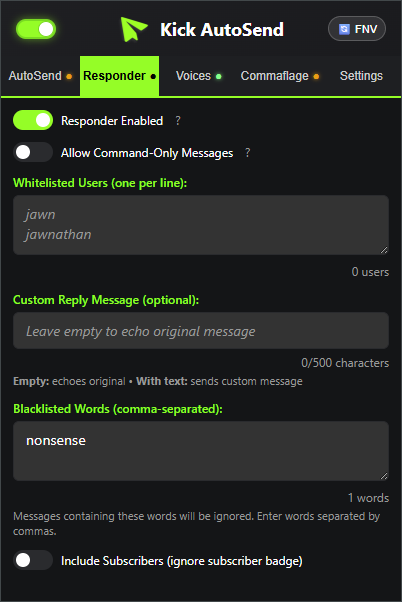 Kick AutoSend
FNV
AutoSend Responder Voices Commaflage Settings
Responder Enabled ?
Allow Command-Only Messages ?
Whitelisted Users (one per line):
jawn
jawnathan
0 users
Custom Reply Message (optional):
Leave empty to echo original message
0/500 characters
Empty: echoes original • With text: sends custom message
Blacklisted Words (comma-separated):
nonsense
1 words
Messages containing these words will be ignored. Enter words separated by
commas.
Include Subscribers (ignore subscriber badge)